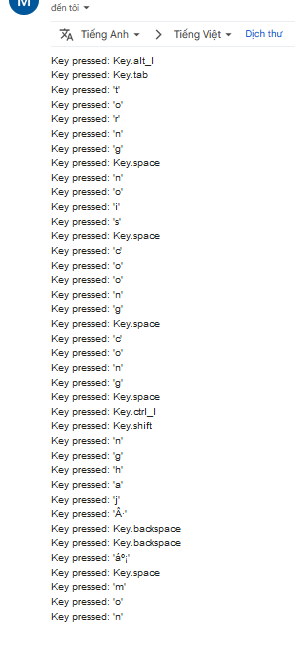 M
đến tôi
Tiếng Anh > Tiếng Việt Dịch thư
Key pressed: Key.alt_l
Key pressed: Key.tab
Key pressed: 't'
Key pressed: 'o'
Key pressed: 'r'
Key pressed: 'n'
Key pressed: 'g'
Key pressed: Key.space
Key pressed: 'n'
Key pressed: 'o'
Key pressed: 'i'
Key pressed: 's'
Key pressed: Key.space
Key pressed: 'c'
Key pressed: 'o'
Key pressed: 'o'
Key pressed: 'n'
Key pressed: 'g'
Key pressed: Key.space
Key pressed: 'c'
Key pressed: 'o'
Key pressed: 'n'
Key pressed: 'g'
Key pressed: Key.space
Key pressed: Key.ctrl_l
Key pressed: Key.shift
Key pressed: 'n'
Key pressed: 'g'
Key pressed: 'h'
Key pressed: 'a'
Key pressed: 'j'
Key pressed: 'Â·'
Key pressed: Key.backspace
Key pressed: Key.backspace
Key pressed: 'áº¡'
Key pressed: Key.space
Key pressed: 'm'
Key pressed: 'o'
Key pressed: 'n'